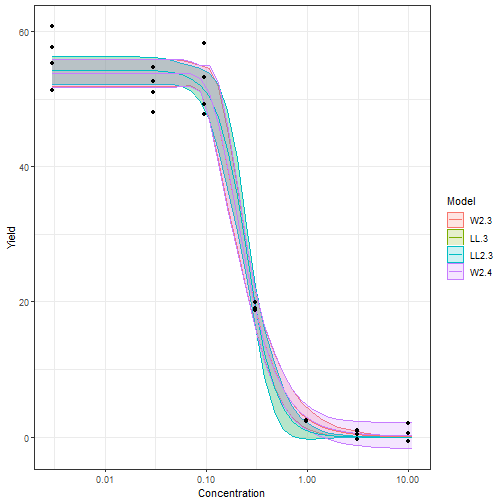 60
40
20
0
Yield
0.01
0.10
1.00
10.00
Concentration
Model
W2.3
LL.3
LL2.3
W2.4